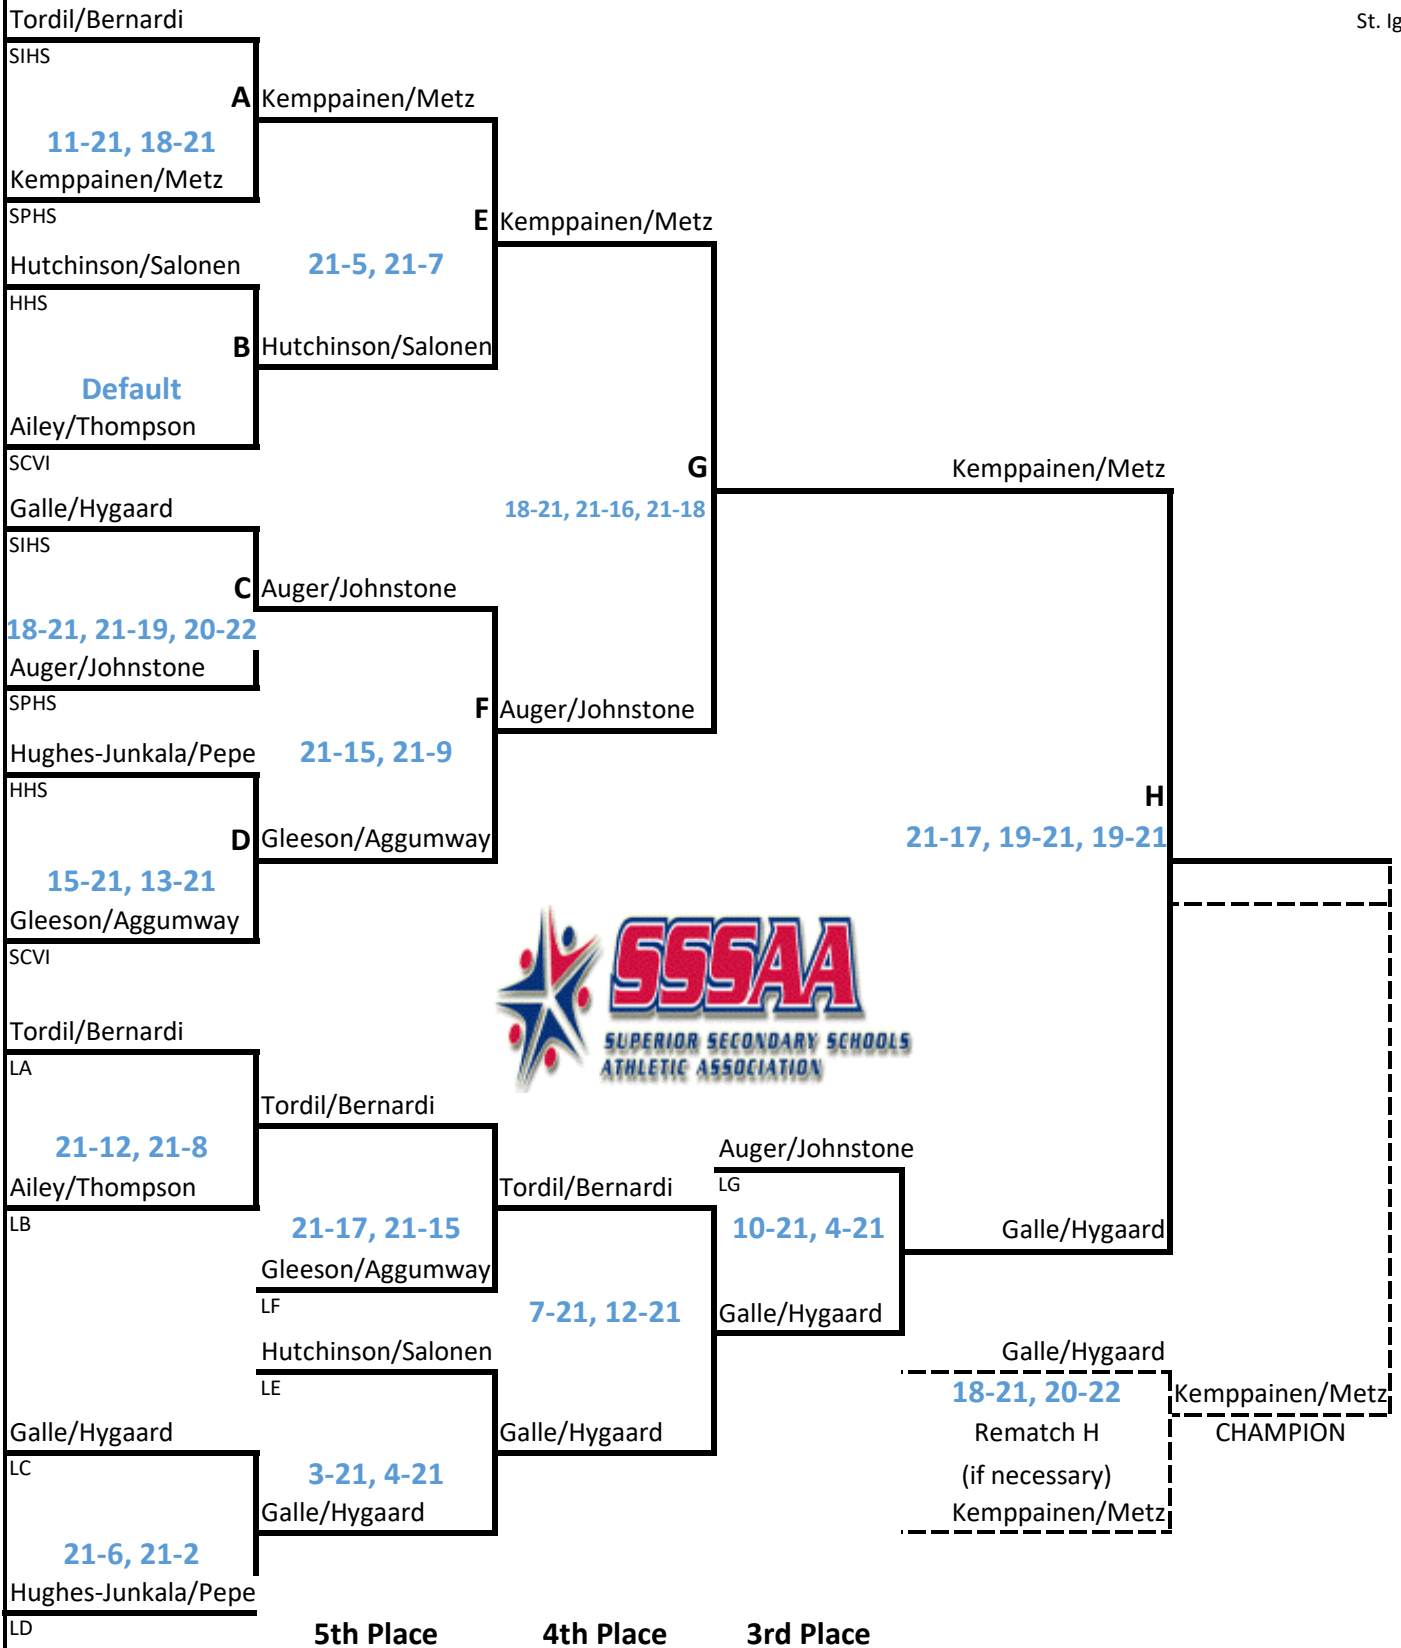 Tordil/Bernardi
St. Ig
SIHS
A
Kemppainen/Metz
11-21, 18-21
Kemppainen/Metz
SPHS
E
Kemppainen/Metz
Hutchinson/Salonen
21-5, 21-7
HHS
B
Hutchinson/Salonen
Default
Ailey/Thompson
SCVI
G
Kemppainen/Metz
Galle/Hygaard
18-21, 21-16, 21-18
SIHS
C
Auger/Johnstone
18-21, 21-19, 20-22
Auger/Johnstone
SPHS
F
Auger/Johnstone
Hughes-Junkala/Pepe
21-15, 21-9
HHS
H
D
Gleeson/Aggumway
21-17, 19-21, 19-21
15-21, 13-21
Gleeson/Aggumway
SCVI
SSSAA
SUPERIOR SECONDARY SCHOOLS
ATHLETIC ASSOCIATION
Tordil/Bernardi
LA
Tordil/Bernardi
21-12, 21-8
Auger/Johnstone
Ailey/Thompson
Tordil/Bernardi
LG
LB
21-17, 21-15
10-21, 4-21
Galle/Hygaard
Gleeson/Aggumway
LF
7-21, 12-21
Galle/Hygaard
Hutchinson/Salonen
Galle/Hygaard
LE
18-21, 20-22
Kemppainen/Metz
Galle/Hygaard
Galle/Hygaard
Rematch H
CHAMPION
LC
3-21, 4-21
(if necessary)
Galle/Hygaard
Kemppainen/Metz
21-6, 21-2
Hughes-Junkala/Pepe
LD
5th Place
4th Place
3rd Place